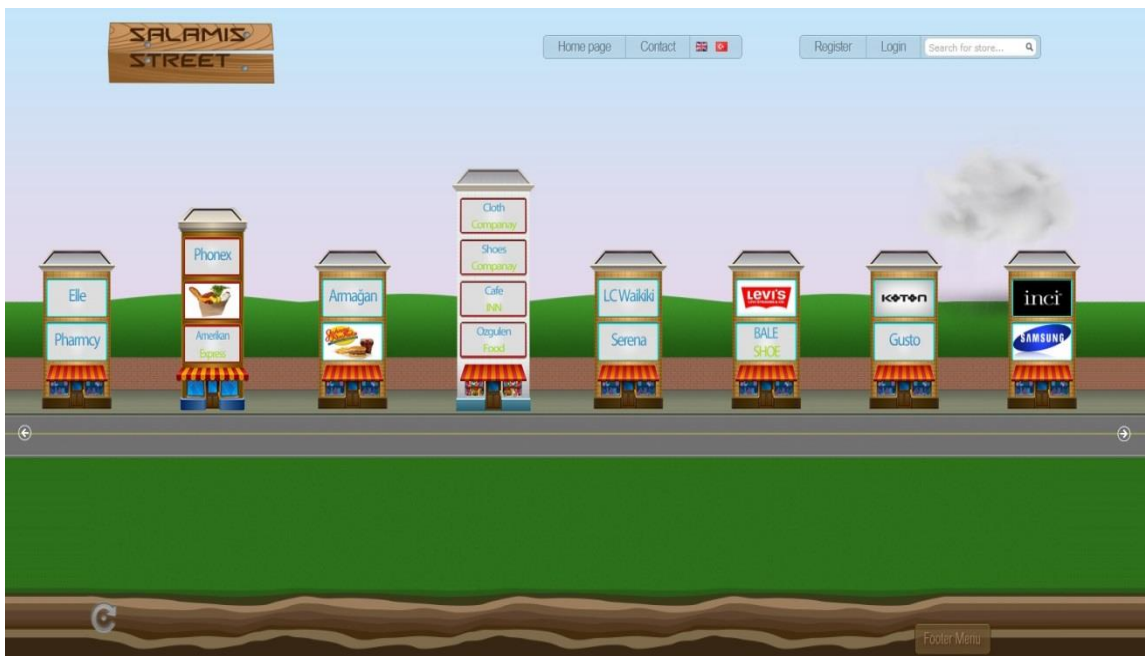 SALAMIS
STREET
Home page Contact
Register Login Search for store...
Elle
Pharmcy
Phonex
Amerikan
Express
Armağan
Cloth
Companay
Shoes
Companay
Cafe
INN
Ozgulen
Food
LC Waikiki
Serena
LEVI'S
BALE
SHOE
KOTON
Gusto
inci
SAMSUNG
Footer Menu